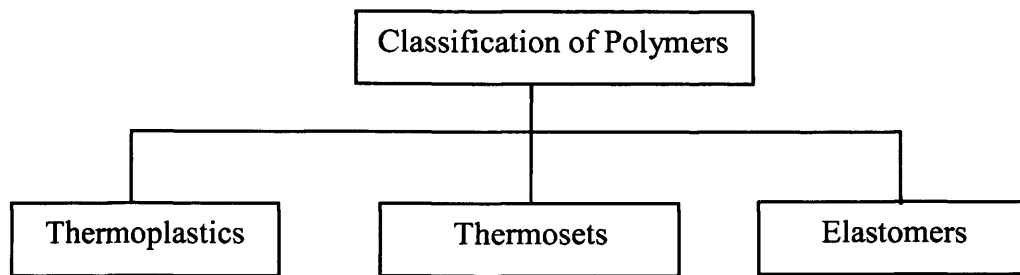 Classification of Polymers
Thermoplastics
Thermosets
Elastomers